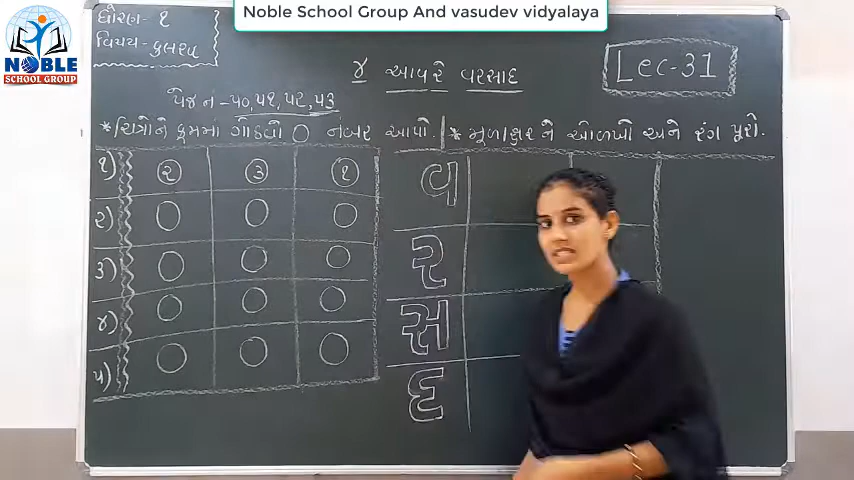 Noble School Group And vasudev vidyalaya
NOBLE
SCHOOL GROUP
ધોરણ- ૧
વિષય- કલરવ
૪ આવરે વરસાદ
Lec-31
પેજ નં -૫૦,૫૧,૫૨,૫૩
* ચિત્રોને ક્રમમાં ગોઠવી ○ નંબર આપો.
* મૂળાક્ષર ને ઓળખો અને રંગ પૂરો.
૧) ૨ ૩ ૧
૨)
૩)
૪)
૫)
વ
ર
સ
દ